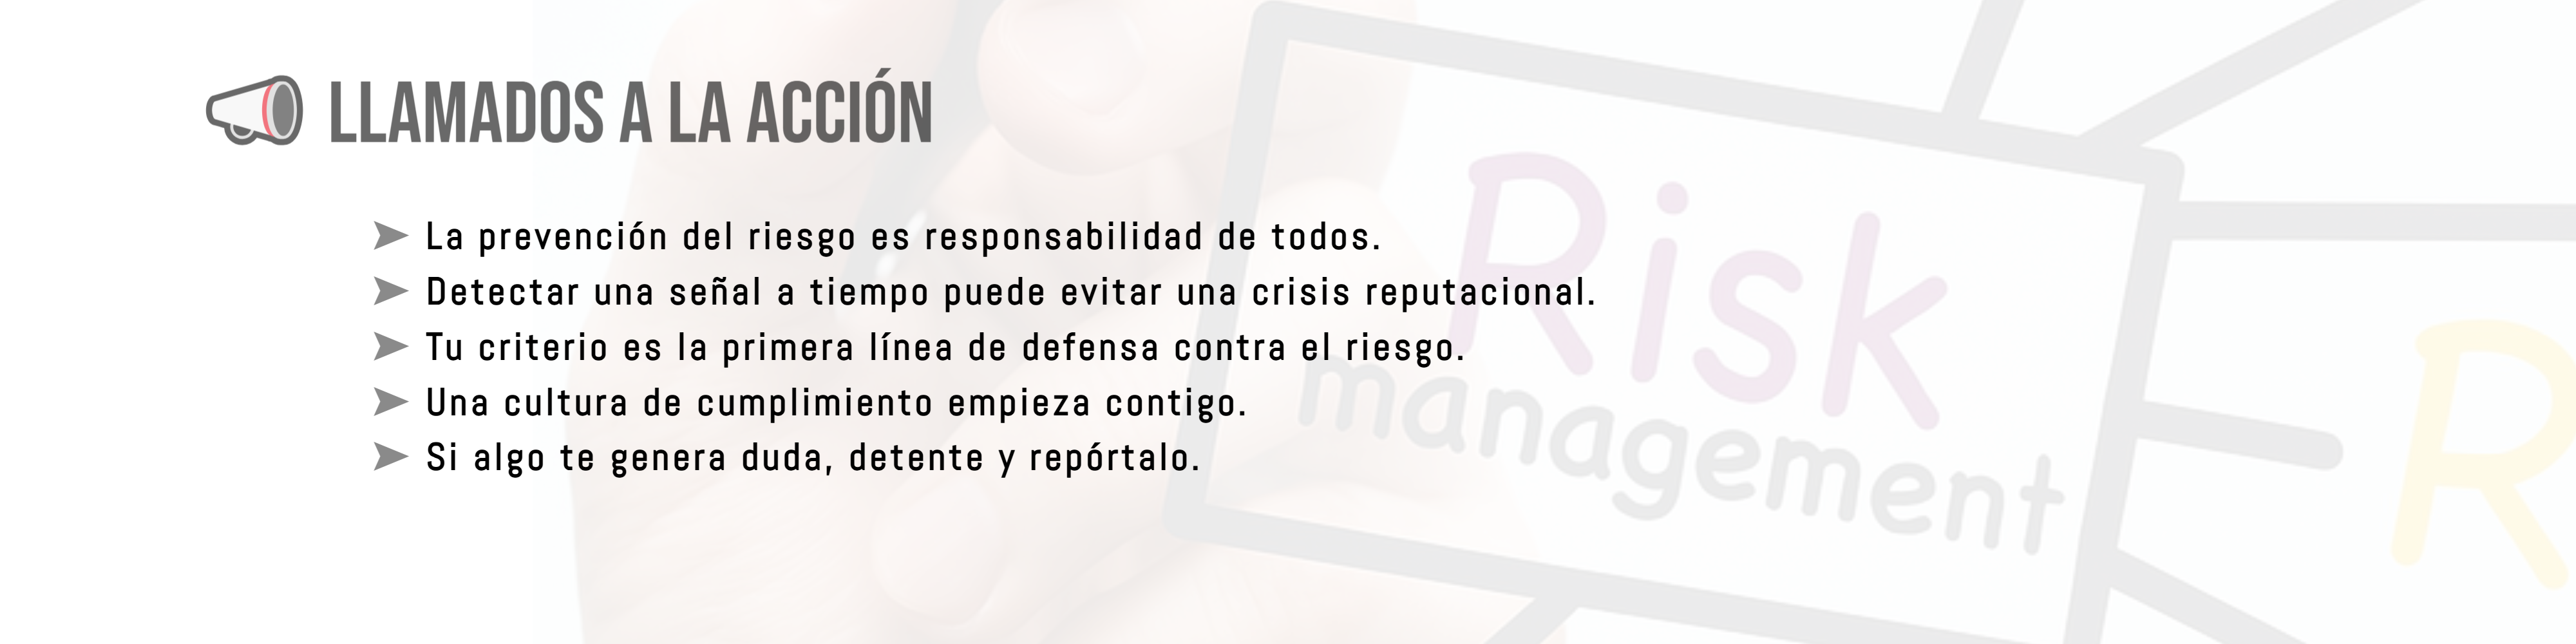 LLAMADOS A LA ACCIÓN
La prevención del riesgo es responsabilidad de todos.
Detectar una señal a tiempo puede evitar una crisis reputacional.
Tu criterio es la primera línea de defensa contra el riesgo.
Una cultura de cumplimiento empieza contigo.
Si algo te genera duda, detente y repórtalo.
Risk
management
R